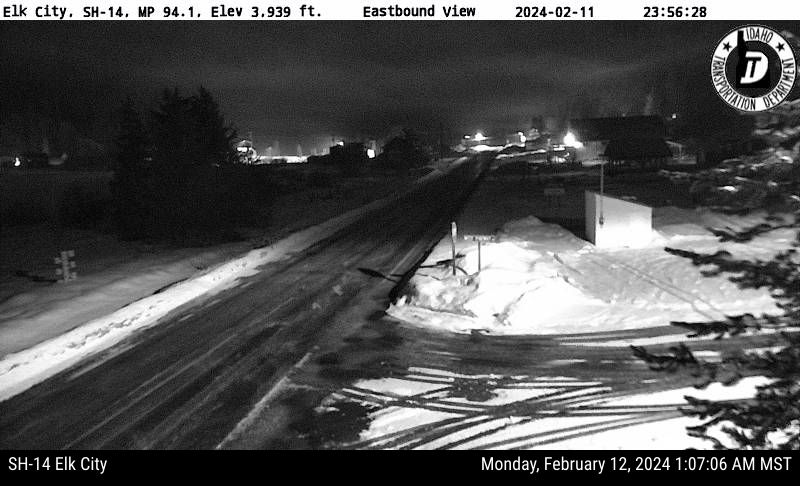 Elk City, SH-14, MP 94.1, Elev 3,939 ft. Eastbound View 2024-02-11 23:56:28
IDAHO
TRANSPORTATION DEPARTMENT
SH-14 Elk City Monday, February 12, 2024 1:07:06 AM MST